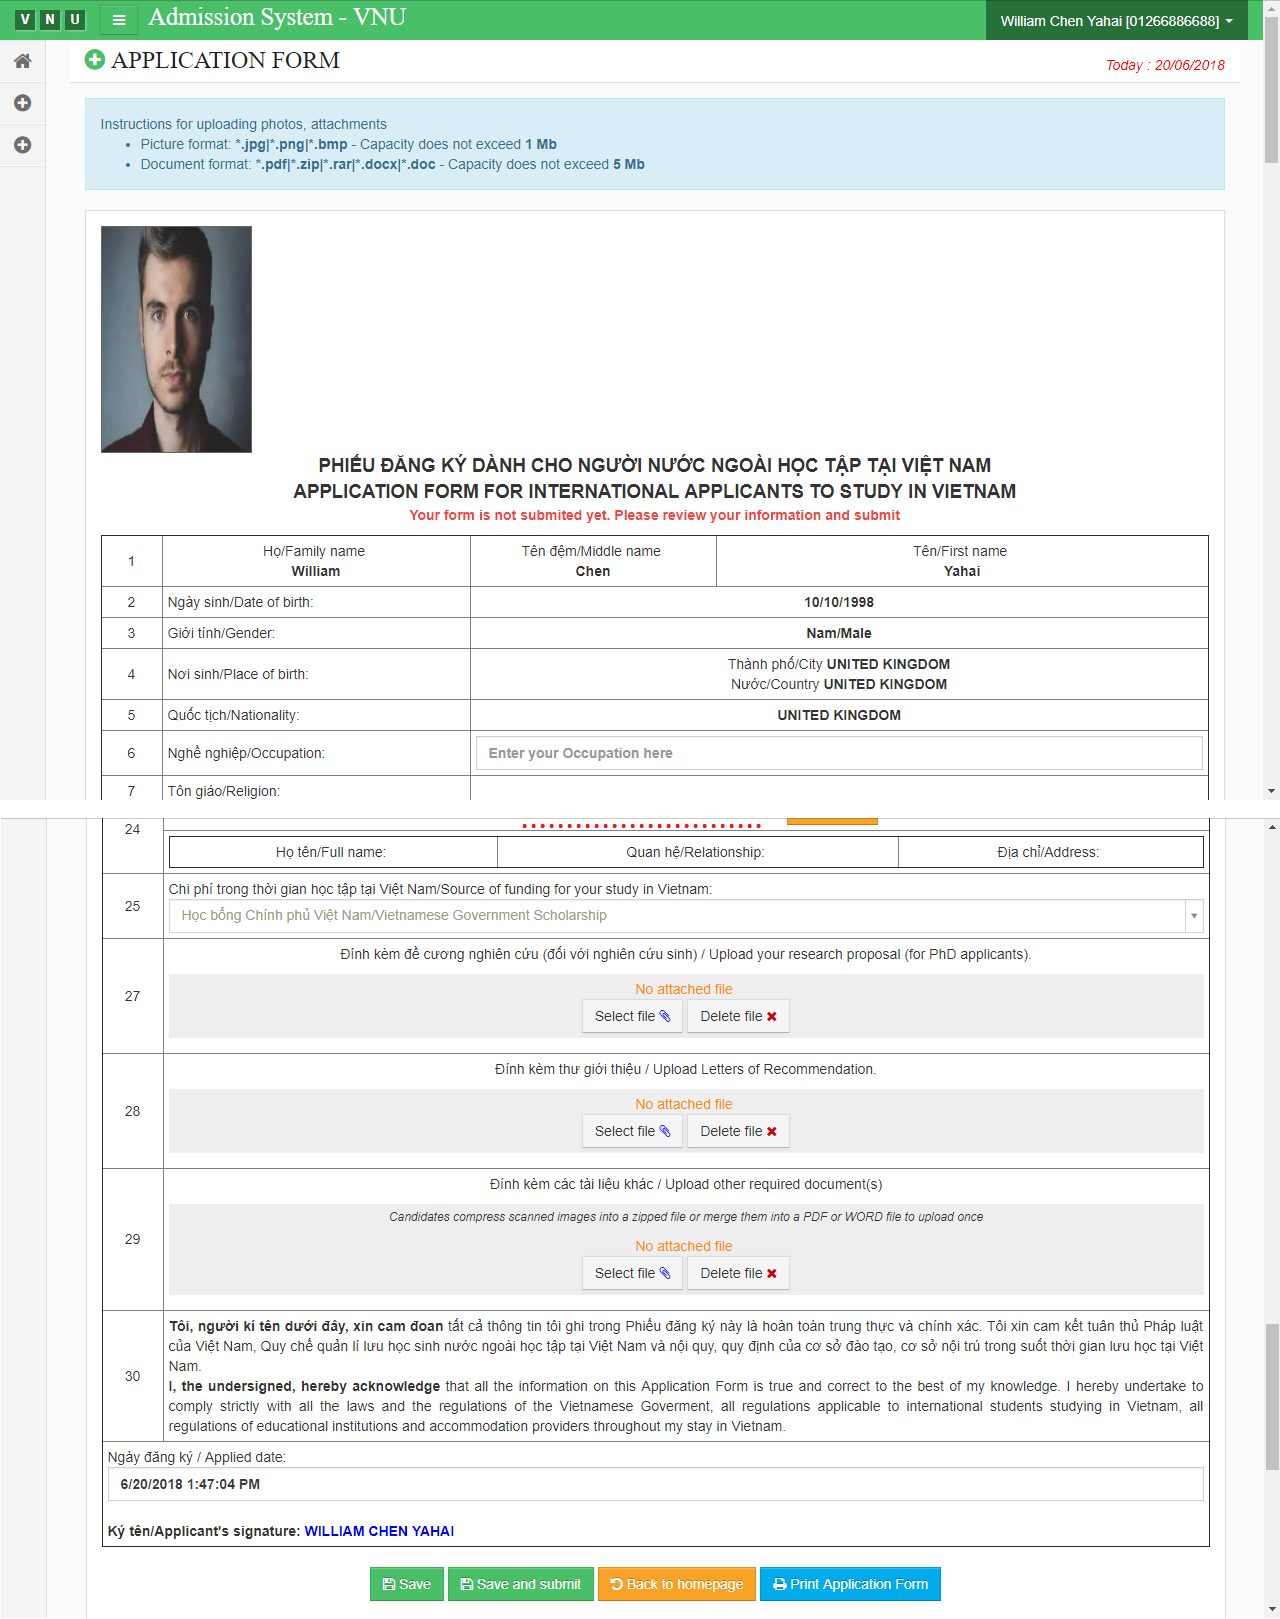 V N U
Admission System - VNU
William Chen Yahai [01266886688]
APPLICATION FORM
Today : 20/06/2018
Instructions for uploading photos, attachments
Picture format: *.jpg|*.png|*.bmp - Capacity does not exceed 1 Mb
Document format: *.pdf|*.zip|*.rar|*.docx|*.doc - Capacity does not exceed 5 Mb
PHIẾU ĐĂNG KÝ DÀNH CHO NGƯỜI NƯỚC NGOÀI HỌC TẬP TẠI VIỆT NAM
APPLICATION FORM FOR INTERNATIONAL APPLICANTS TO STUDY IN VIETNAM
Your form is not submited yet. Please review your information and submit
1
Họ/Family name
William
Tên đệm/Middle name
Chen
Tên/First name
Yahai
2 Ngày sinh/Date of birth: 10/10/1998
3 Giới tính/Gender: Nam/Male
4 Nơi sinh/Place of birth:
Thành phố/City UNITED KINGDOM
Nước/Country UNITED KINGDOM
5 Quốc tịch/Nationality: UNITED KINGDOM
6 Nghề nghiệp/Occupation: Enter your Occupation here
7 Tôn giáo/Religion:
24
Họ tên/Full name: Quan hệ/Relationship: Địa chỉ/Address:
25
Chi phí trong thời gian học tập tại Việt Nam/Source of funding for your study in Vietnam:
Học bổng Chính phủ Việt Nam/Vietnamese Government Scholarship
27
Đính kèm đề cương nghiên cứu (đối với nghiên cứu sinh) / Upload your research proposal (for PhD applicants).
No attached file
Select file Delete file
28
Đính kèm thư giới thiệu / Upload Letters of Recommendation.
No attached file
Select file Delete file
29
Đính kèm các tài liệu khác / Upload other required document(s)
Candidates compress scanned images into a zipped file or merge them into a PDF or WORD file to upload once
No attached file
Select file Delete file
30
Tôi, người kí tên dưới đây, xin cam đoan tất cả thông tin tôi ghi trong Phiếu đăng ký này là hoàn toàn trung thực và chính xác. Tôi xin cam kết tuân thủ Pháp luật
của Việt Nam, Quy chế quản lí lưu học sinh nước ngoài học tập tại Việt Nam và nội quy, quy định của cơ sở đào tạo, cơ sở nội trú trong suốt thời gian lưu học tại Việt
Nam.
I, the undersigned, hereby acknowledge that all the information on this Application Form is true and correct to the best of my knowledge. I hereby undertake to
comply strictly with all the laws and the regulations of the Vietnamese Goverment, all regulations applicable to international students studying in Vietnam, all
regulations of educational institutions and accommodation providers throughout my stay in Vietnam.
Ngày đăng ký / Applied date:
6/20/2018 1:47:04 PM
Ký tên/Applicant's signature: WILLIAM CHEN YAHAI
Save Save and submit Back to homepage Print Application Form